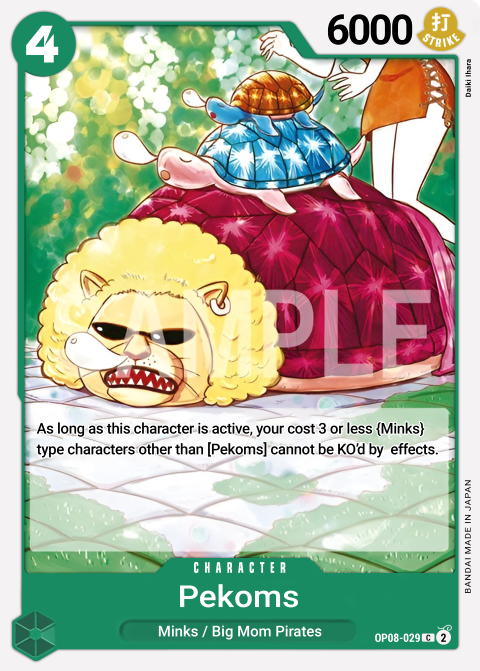 4
6000
打
STRIKE
Daiki Ihara
SAMPLE
As long as this character is active, your cost 3 or less {Minks}
type characters other than [Pekoms] cannot be KO'd by effects.
BANDAI MADE IN JAPAN
CHARACTER
Pekoms
Minks / Big Mom Pirates
OP08-029 C 2